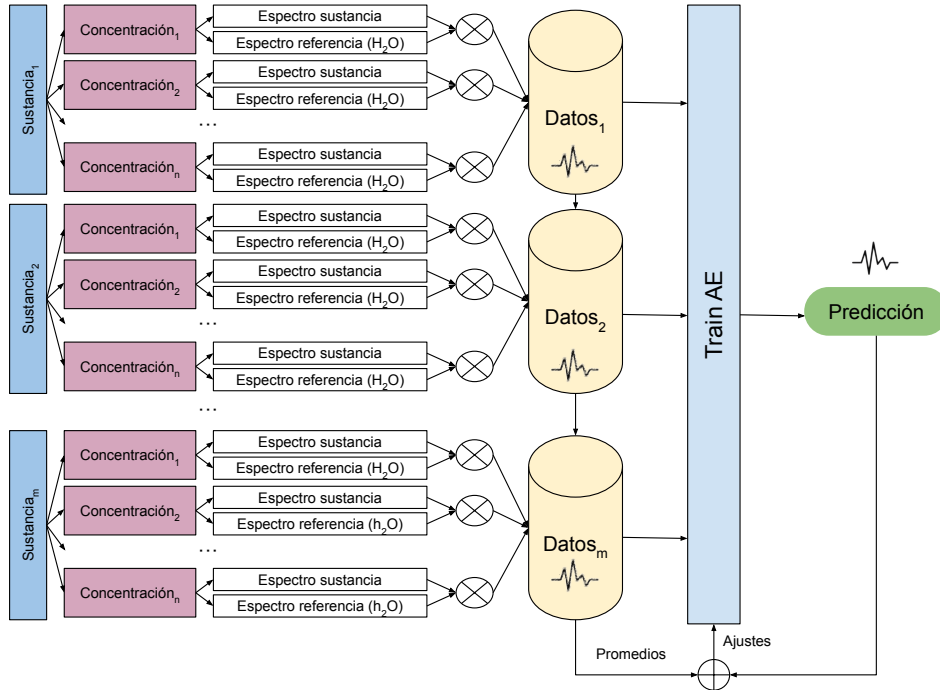 Sustancia₁
Concentración₁
Espectro sustancia
Espectro referencia (H₂O)
Concentración₂
Espectro sustancia
Espectro referencia (H₂O)
...
Concentraciónₙ
Espectro sustancia
Espectro referencia (H₂O)
Datos₁
Sustancia₂
Concentración₁
Espectro sustancia
Espectro referencia (H₂O)
Concentración₂
Espectro sustancia
Espectro referencia (H₂O)
...
Concentraciónₙ
Espectro sustancia
Espectro referencia (H₂O)
...
Datos₂
Sustanciaₘ
Concentración₁
Espectro sustancia
Espectro referencia (H₂O)
Concentración₂
Espectro sustancia
Espectro referencia (h₂O)
...
Concentraciónₙ
Espectro sustancia
Espectro referencia (h₂O)
Datosₘ
Train AE
Predicción
Promedios
Ajustes